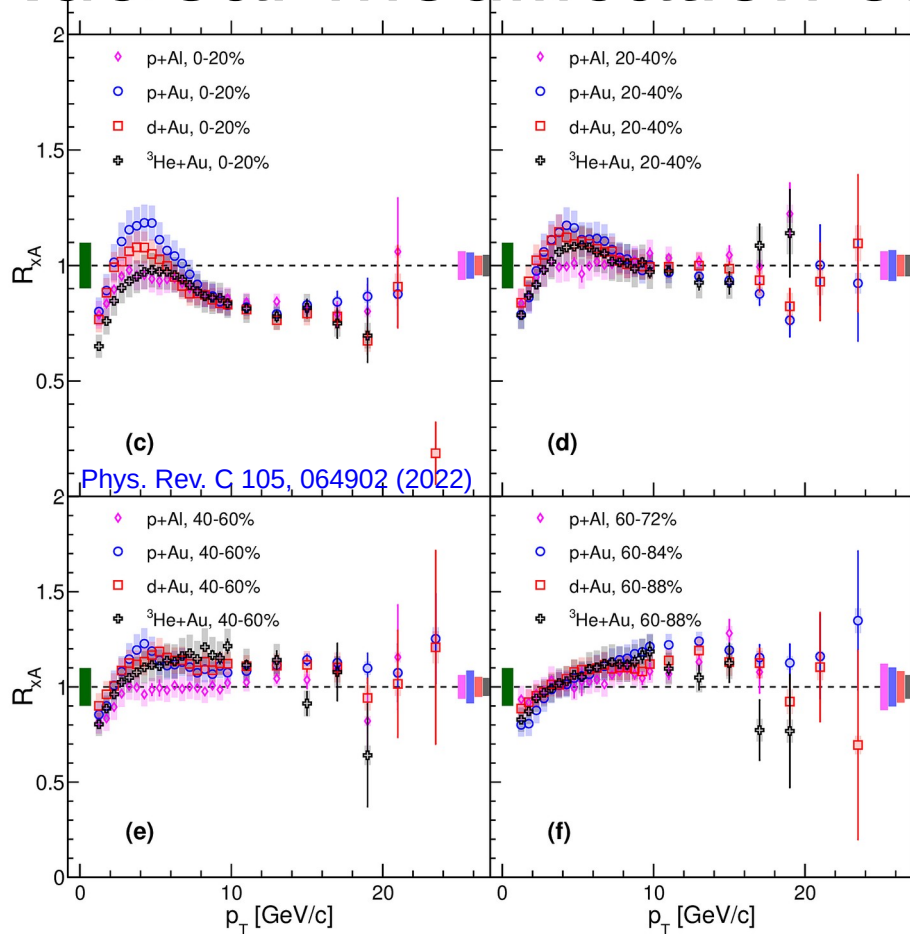 2
1.5
1
0.5
R_xA
p+Al, 0-20%
p+Au, 0-20%
d+Au, 0-20%
³He+Au, 0-20%
(c)
p+Al, 20-40%
p+Au, 20-40%
d+Au, 20-40%
³He+Au, 20-40%
(d)
Phys. Rev. C 105, 064902 (2022)
2
1.5
1
0.5
0
R_xA
p+Al, 40-60%
p+Au, 40-60%
d+Au, 40-60%
³He+Au, 40-60%
(e)
p+Al, 60-72%
p+Au, 60-84%
d+Au, 60-88%
³He+Au, 60-88%
(f)
0 10 20 0 10 20
p_T [GeV/c] p_T [GeV/c]